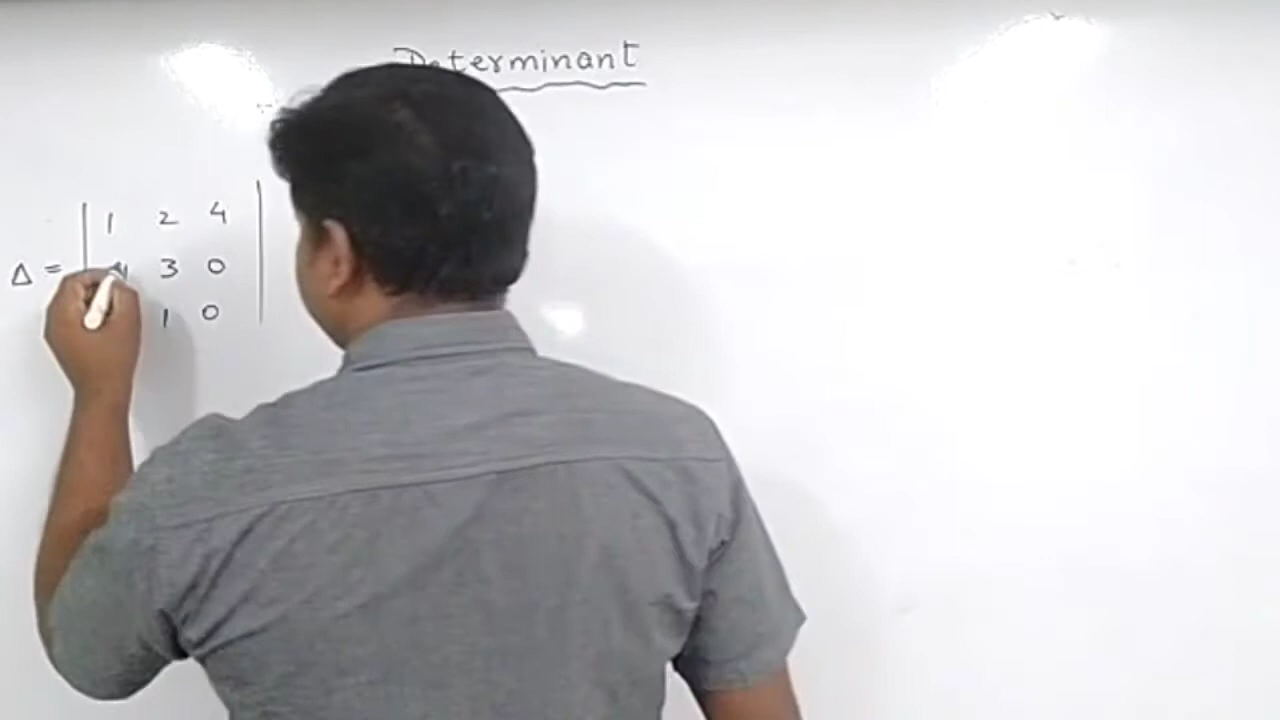 Determinant
1 2 4
Δ = 3 0
1 0